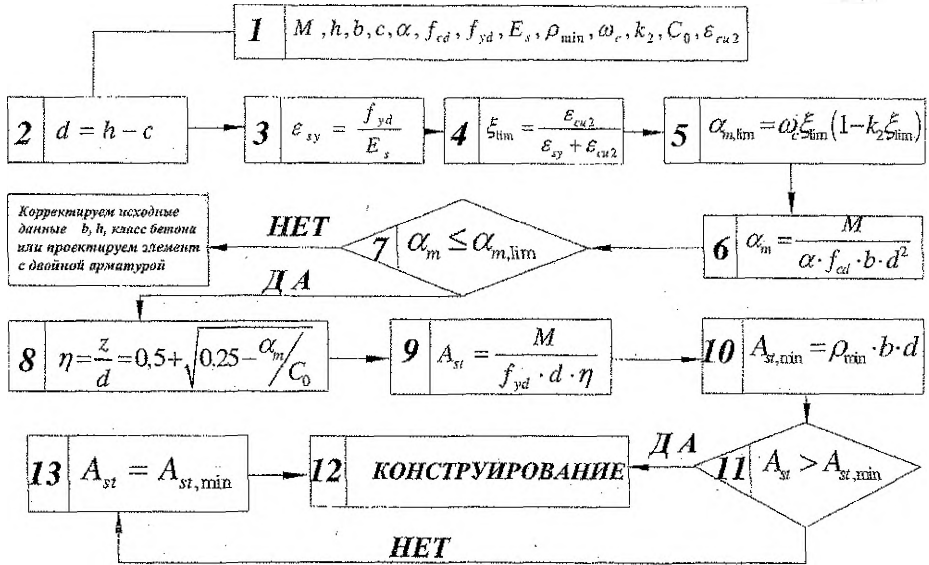 1 M, h, b, c, α, f_cd, f_yd, E_s, ρ_min, ω_c, k_2, C_0, ε_cu2
2 d = h − c
3 ε_sy = f_yd / E_s
4 ξ_lim = ε_cu2 / (ε_sy + ε_cu2)
5 α_m,lim = ω_c ξ_lim (1 − k_2 ξ_lim)
Корректируем исходные
данные b, h, класс бетона
или проектируем элемент
с двойной арматурой
НЕТ
7 α_m ≤ α_m,lim
6 α_m = M / (α · f_cd · b · d²)
ДА
8 η = z/d = 0,5 + √(0,25 − α_m / C_0)
9 A_st = M / (f_yd · d · η)
10 A_st,min = ρ_min · b · d
13 A_st = A_st,min
12 КОНСТРУИРОВАНИЕ
ДА
11 A_st > A_st,min
НЕТ